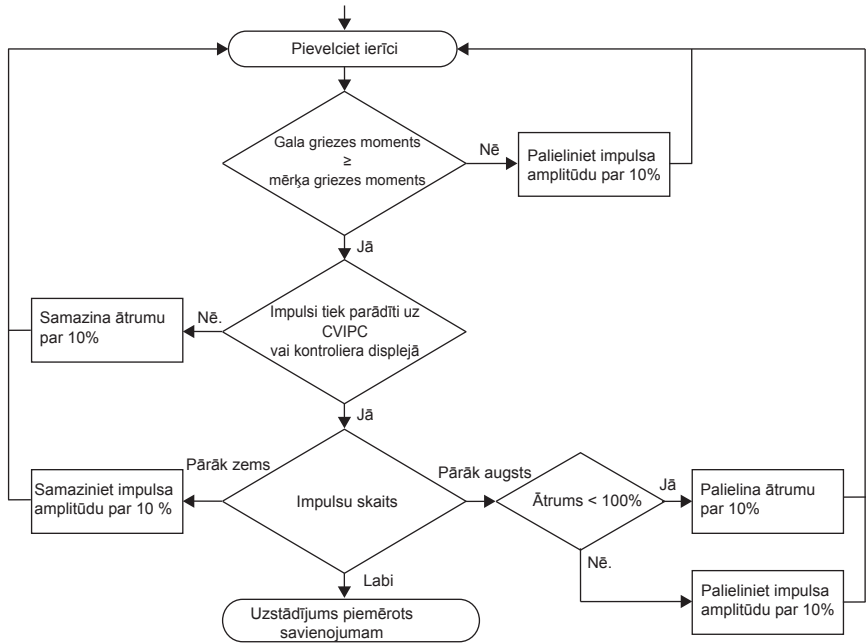 Pievelciet ierīci
Gala griezes moments
≥
mērķa griezes moments
Nē
Palieliniet impulsa
amplitūdu par 10%
Jā
Samazina ātrumu
par 10%
Nē.
Impulsi tiek parādīti uz
CVIPC
vai kontroliera displejā
Jā
Pārāk zems
Samaziniet impulsa
amplitūdu par 10 %
Impulsu skaits
Pārāk augsts
Ātrums < 100%
Jā
Palielina ātrumu
par 10%
Nē.
Palieliniet impulsa
amplitūdu par 10%
Labi
Uzstādījums piemērots
savienojumam